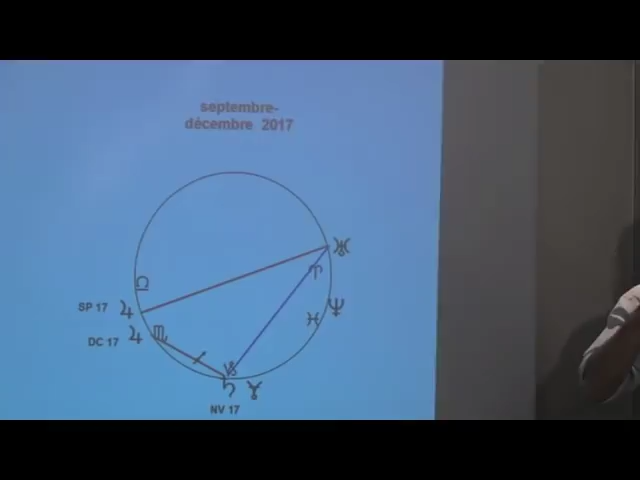 septembre-
décembre 2017
♅
♈
♎
SP 17 ♃
♆
♓
DC 17 ♃ ♏
♑
♄
NV 17